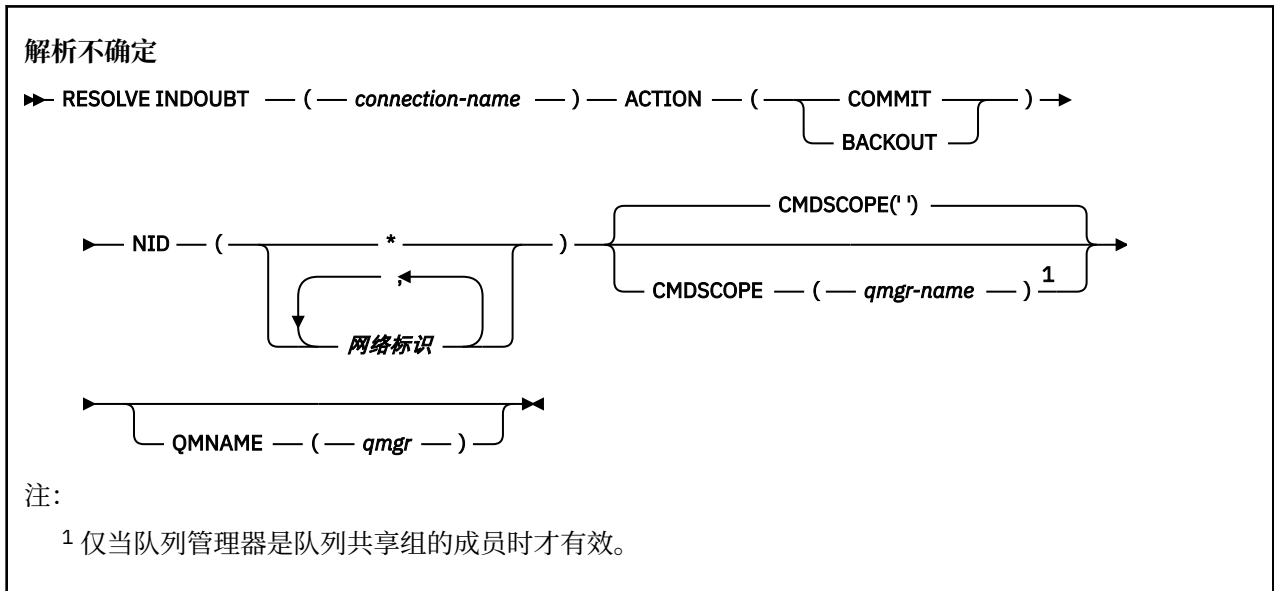 解析不确定
RESOLVE INDOUBT ( connection-name ) ACTION ( COMMIT )
BACKOUT
CMDSCOPE(' ')
NID ( * )
,
CMDSCOPE ( qmgr-name ) 1
网络标识
QMNAME ( qmgr )
注：
1 仅当队列管理器是队列共享组的成员时才有效。